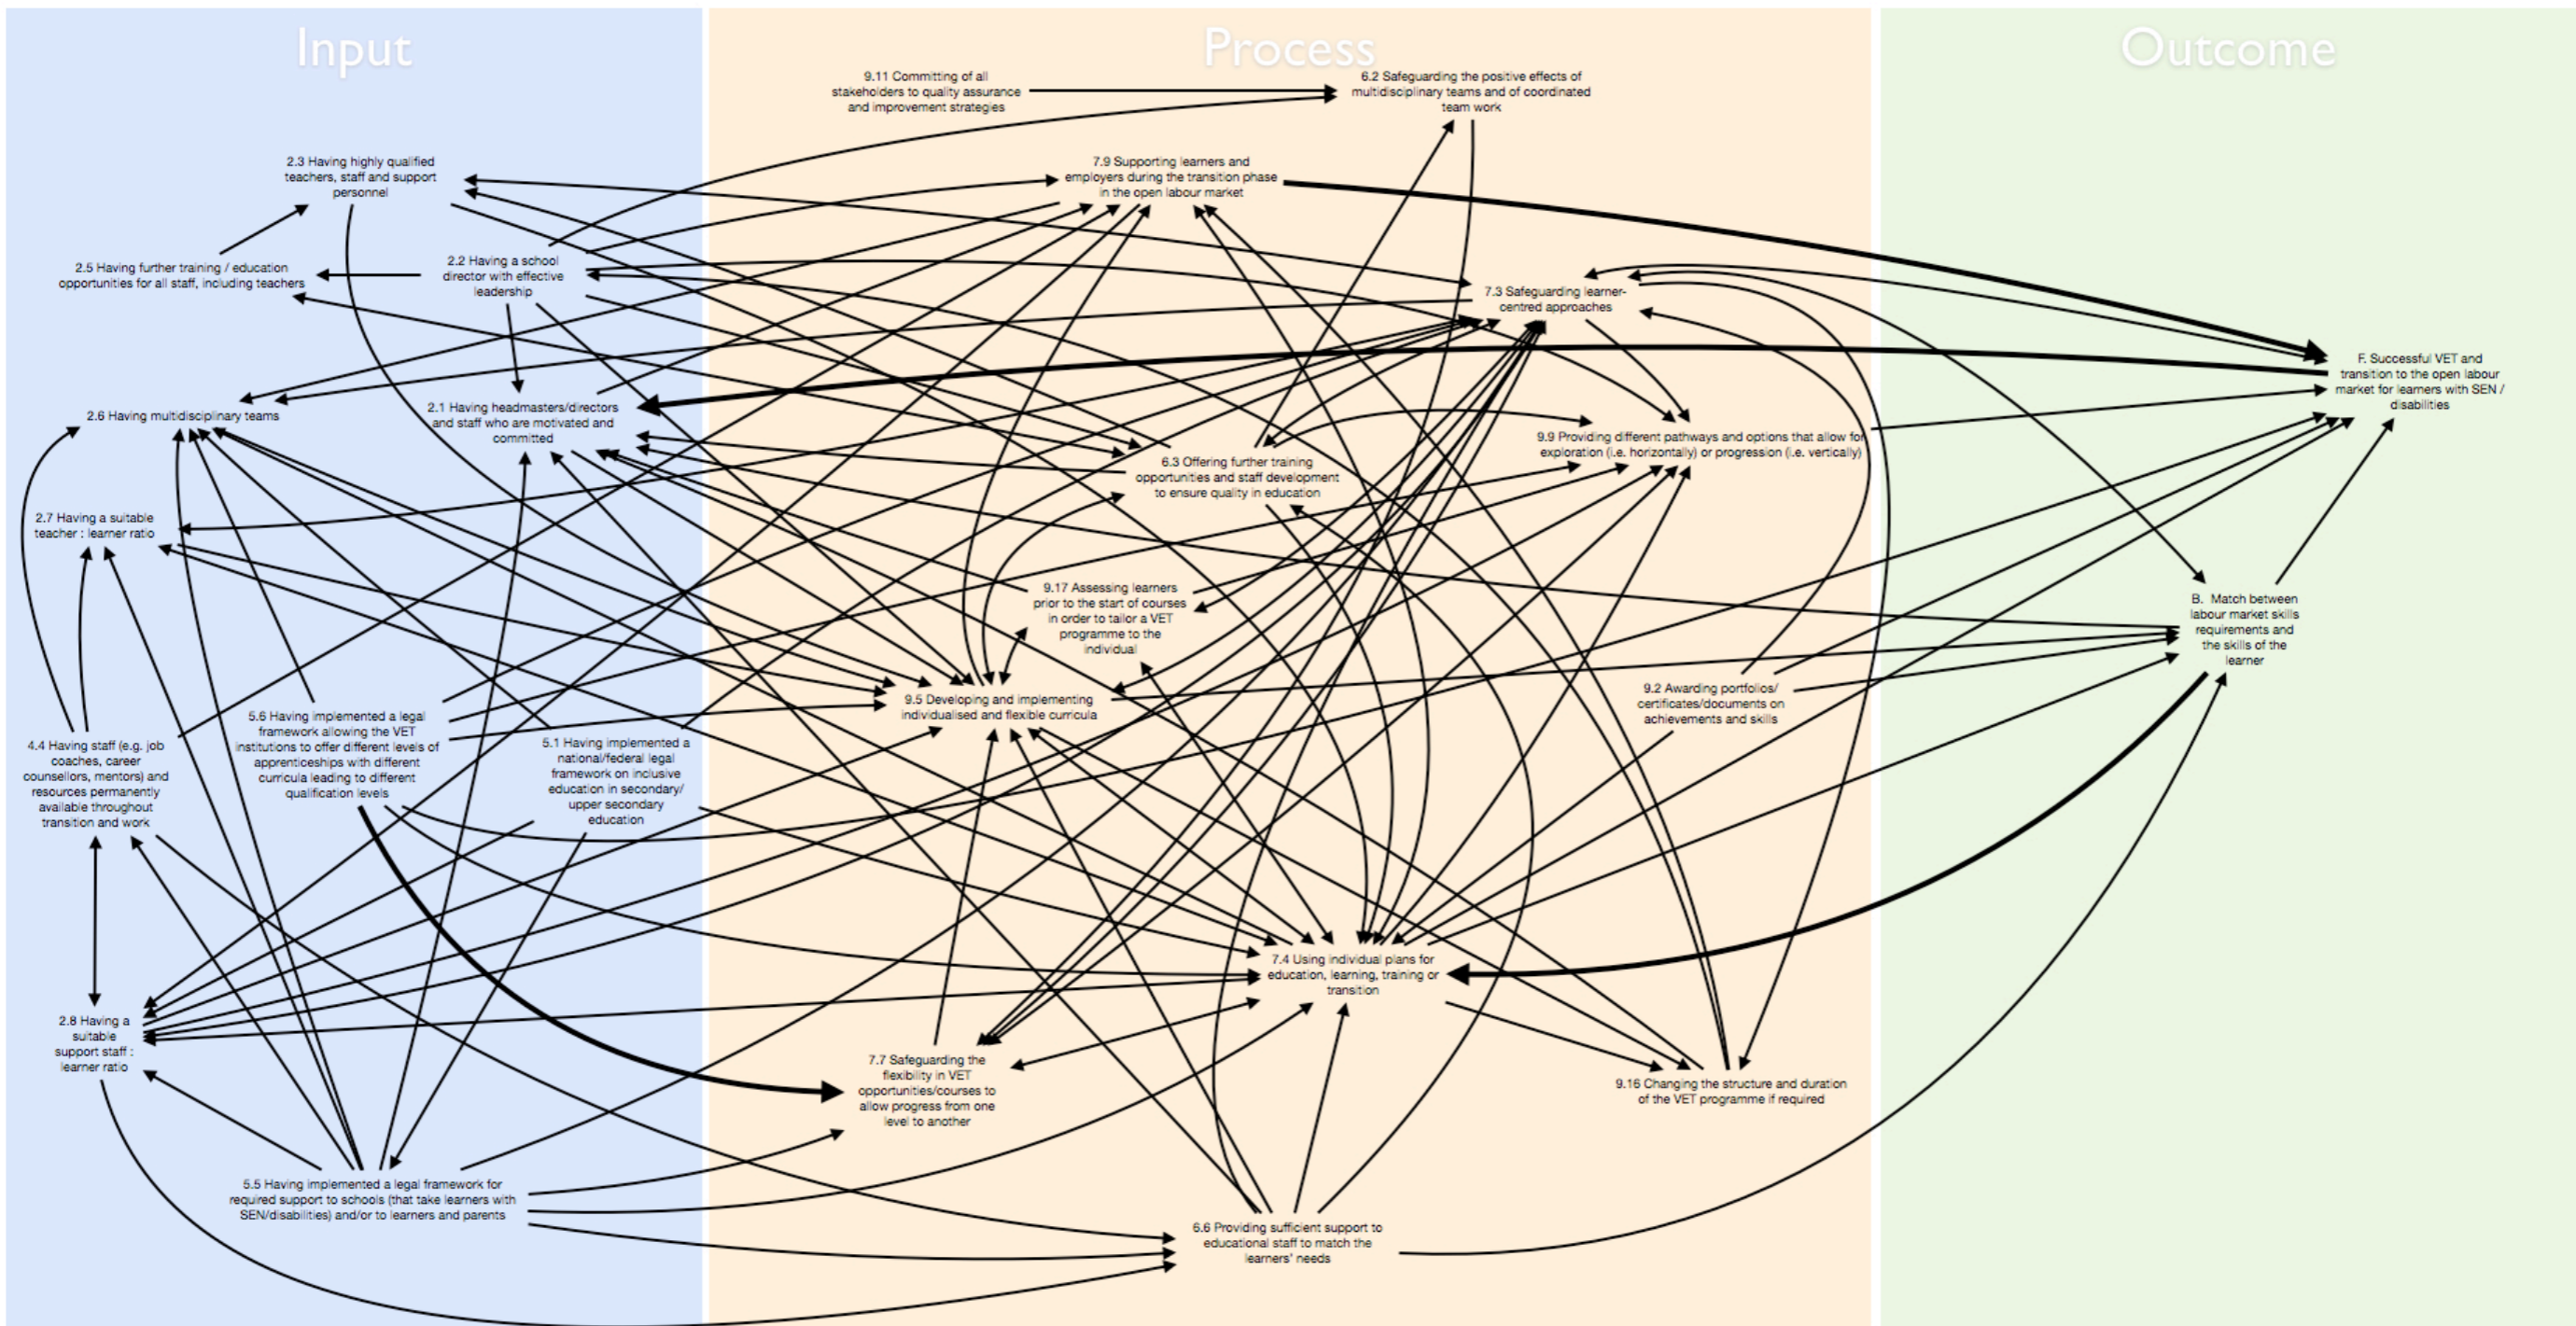 Input
Process
Outcome
9.11 Committing of all
stakeholders to quality assurance
and improvement strategies
6.2 Safeguarding the positive effects of
multidisciplinary teams and of coordinated
team work
2.3 Having highly qualified
teachers, staff and support
personnel
7.9 Supporting learners and
employers during the transition phase
in the open labour market
2.5 Having further training / education
opportunities for all staff, including teachers
2.2 Having a school
director with effective
leadership
7.3 Safeguarding learner-
centred approaches
F. Successful VET and
transition to the open labour
market for learners with SEN /
disabilities
2.6 Having multidisciplinary teams
2.1 Having headmasters/directors
and staff who are motivated and
committed
9.9 Providing different pathways and options that allow for
exploration (i.e. horizontally) or progression (i.e. vertically)
6.3 Offering further training
opportunities and staff development
to ensure quality in education
2.7 Having a suitable
teacher : learner ratio
9.17 Assessing learners
prior to the start of courses
in order to tailor a VET
programme to the
individual
B. Match between
labour market skills
requirements and
the skills of the
learner
9.5 Developing and implementing
individualised and flexible curricula
9.2 Awarding portfolios/
certificates/documents on
achievements and skills
5.6 Having implemented a legal
framework allowing the VET
institutions to offer different levels of
apprenticeships with different
curricula leading to different
qualification levels
5.1 Having implemented a
national/federal legal
framework on inclusive
education in secondary/
upper secondary
education
4.4 Having staff (e.g. job
coaches, career
counsellors, mentors) and
resources permanently
available throughout
transition and work
7.4 Using individual plans for
education, learning, training or
transition
2.8 Having a
suitable
support staff :
learner ratio
7.7 Safeguarding the
flexibility in VET
opportunities/courses to
allow progress from one
level to another
9.16 Changing the structure and duration
of the VET programme if required
5.5 Having implemented a legal framework for
required support to schools (that take learners with
SEN/disabilities) and/or to learners and parents
6.6 Providing sufficient support to
educational staff to match the
learners' needs